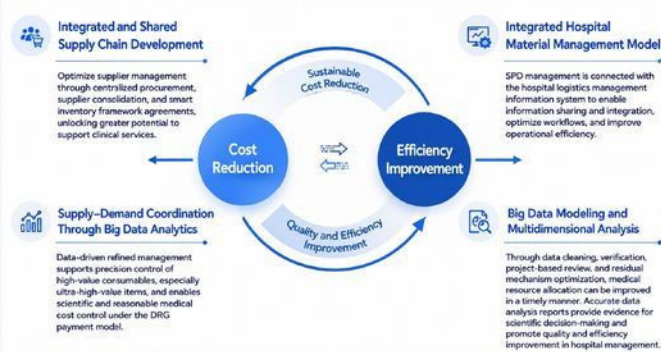 Integrated and Shared
Supply Chain Development
Optimize supplier management
through centralized procurement,
supplier consolidation, and smart
inventory framework agreements,
unlocking greater potential to
support clinical services.
Supply–Demand Coordination
Through Big Data Analytics
Data-driven refined management
supports precision control of
high-value consumables, especially
ultra-high-value items, and enables
scientific and reasonable medical
cost control under the DRG
payment model.
Sustainable
Cost Reduction
Cost
Reduction
Efficiency
Improvement
Quality and Efficiency
Improvement
Integrated Hospital
Material Management Model
SPD management is connected with
the hospital logistics management
information system to enable
information sharing and integration,
optimize workflows, and improve
operational efficiency.
Big Data Modeling and
Multidimensional Analysis
Through data cleaning, verification,
project-based review, and residual
mechanism optimization, medical
resource allocation can be improved
in a timely manner. Accurate data
analysis reports provide evidence for
scientific decision-making and
promote quality and efficiency
improvement in hospital management.